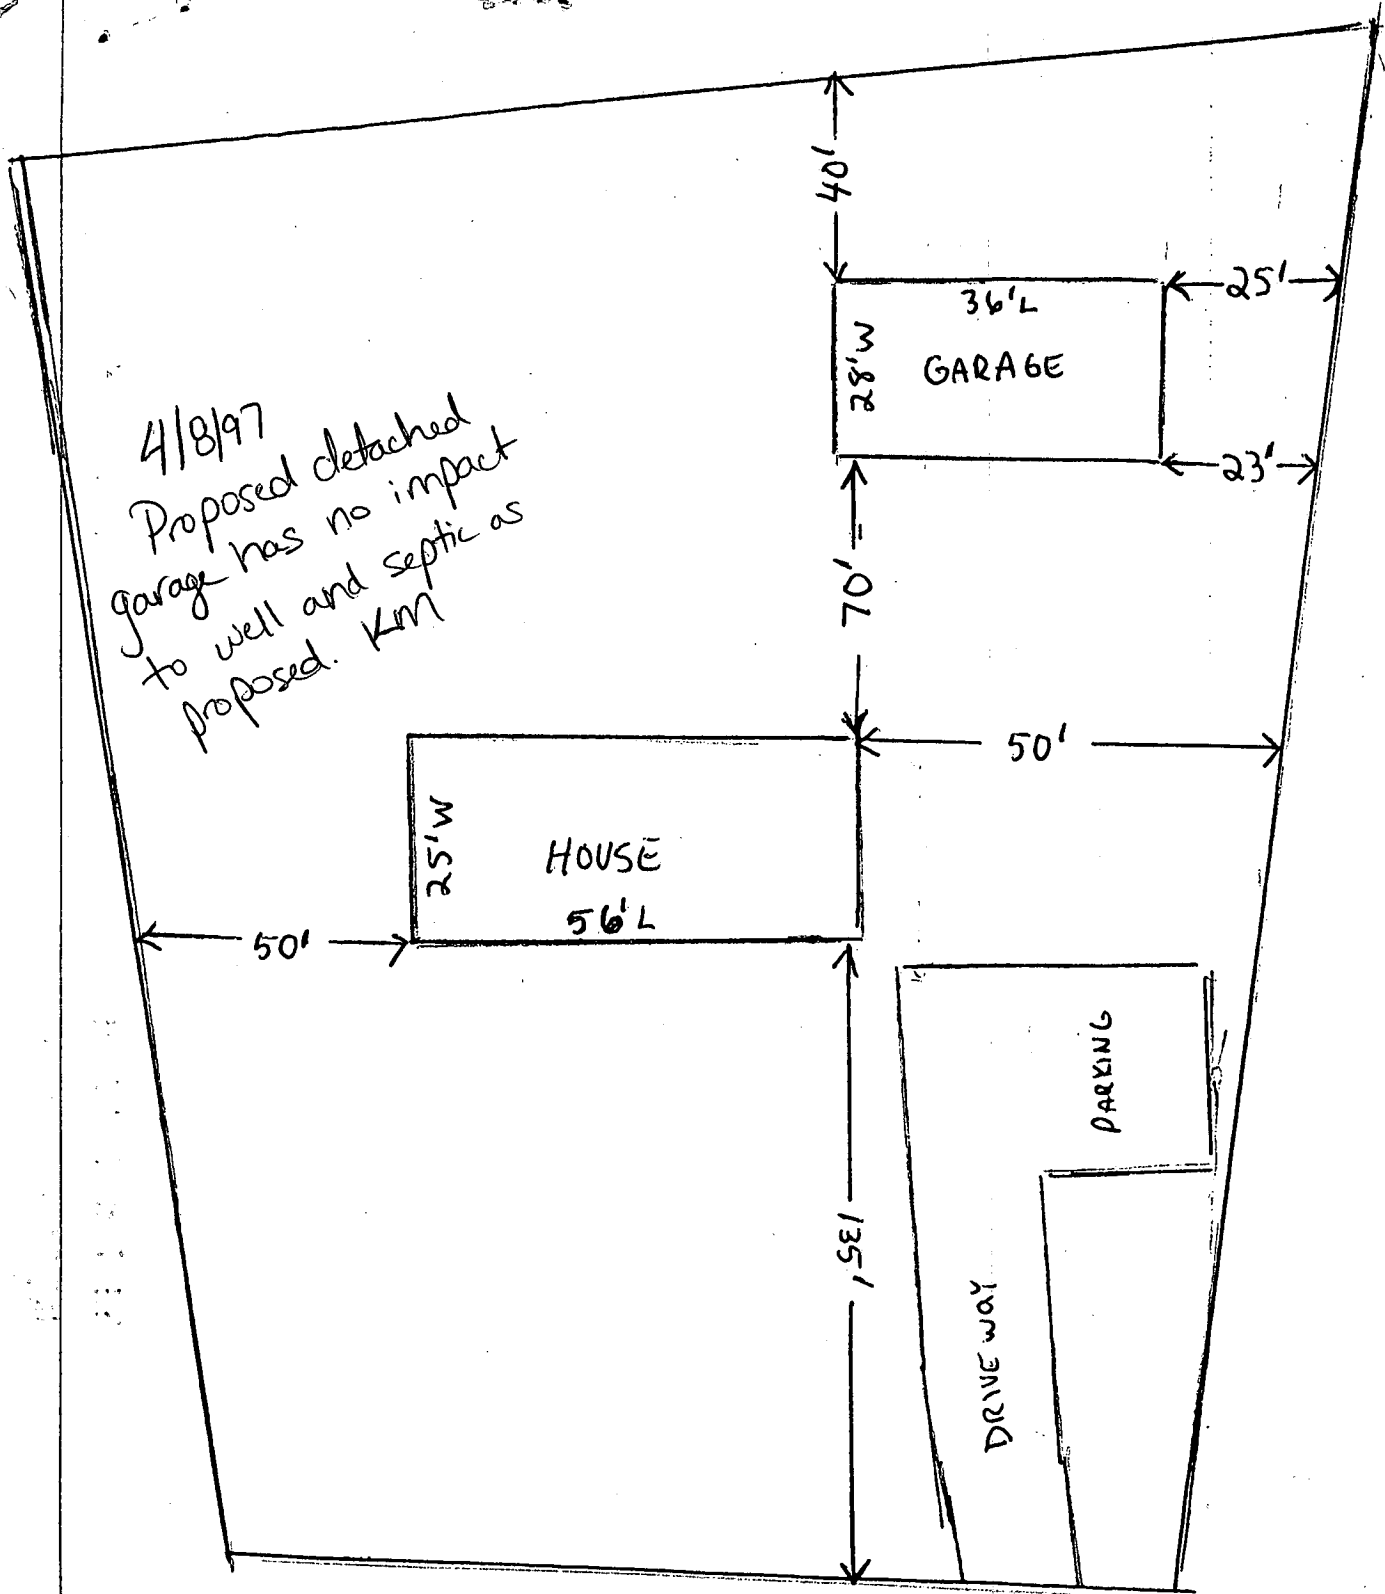 40'
25'
36'L
28'W
GARAGE
23'
4/8/97
Proposed detached
garage has no impact
to well and septic as
proposed. KM
70'
50'
25'W
HOUSE
56'L
50'
PARKING
135'
DRIVE WAY